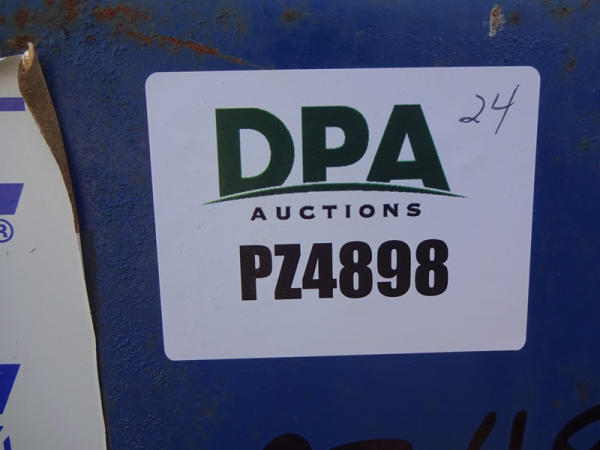 24
DPA
AUCTIONS
PZ4898
®